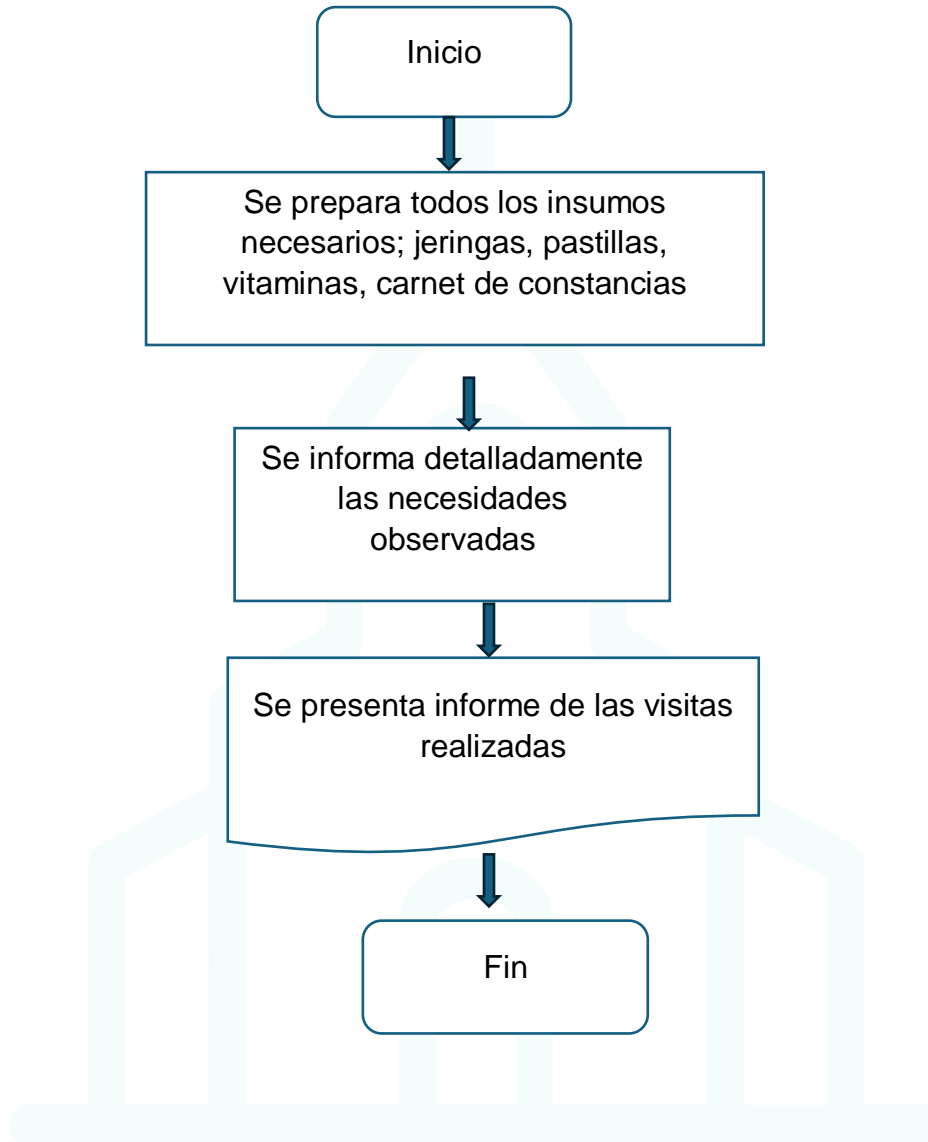 Inicio
Se prepara todos los insumos
necesarios; jeringas, pastillas,
vitaminas, carnet de constancias
Se informa detalladamente
las necesidades
observadas
Se presenta informe de las visitas
realizadas
Fin